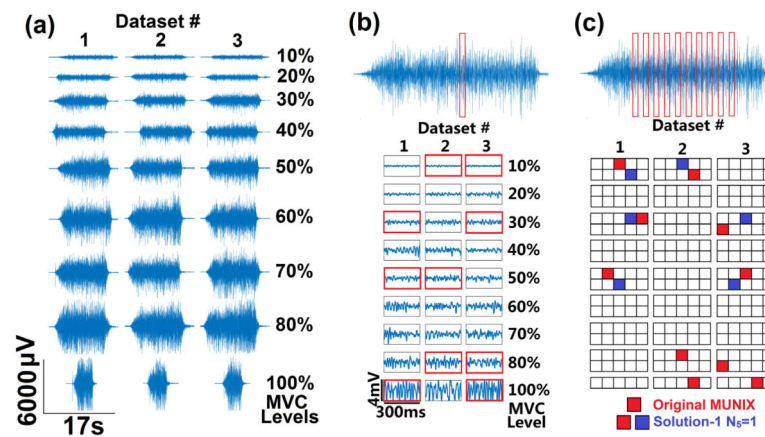 (a)
Dataset #
1 2 3
10%
20%
30%
40%
50%
60%
70%
80%
100%
MVC
Levels
6000 μV
17s
(b)
Dataset #
1 2 3
10%
20%
30%
40%
50%
60%
70%
80%
100%
MVC
Level
4mV
300ms
(c)
Dataset #
1 2 3
Original MUNIX
Solution-1 N₅=1